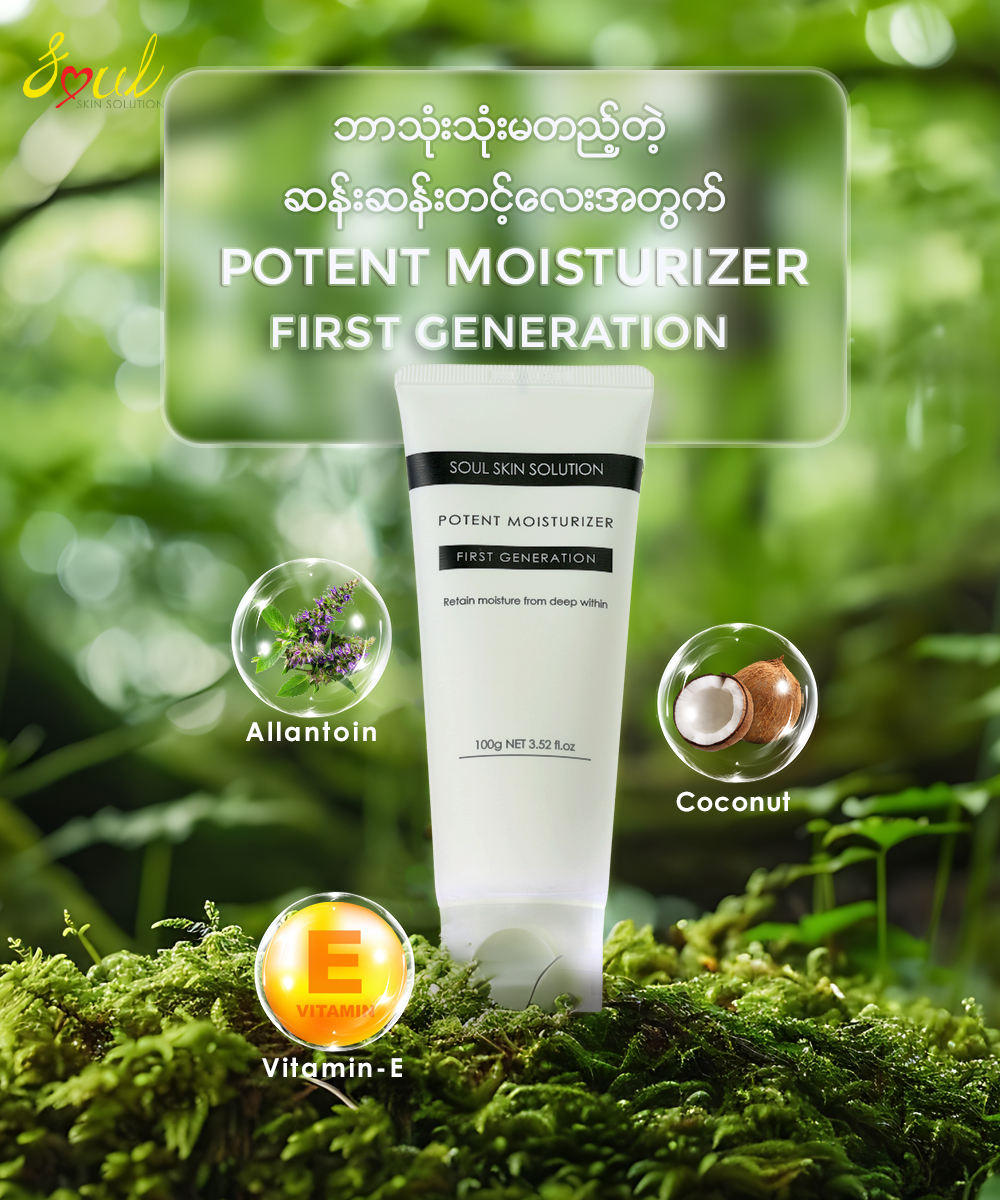 Soul
SKIN SOLUTION
ဘာသုံးသုံးမတည့်တဲ့
ဆန်းဆန်းတင့်လေးအတွက်
POTENT MOISTURIZER
FIRST GENERATION
SOUL SKIN SOLUTION
POTENT MOISTURIZER
FIRST GENERATION
Retain moisture from deep within
100g NET 3.52 fl.oz
Allantoin
Coconut
E
VITAMIN
Vitamin-E